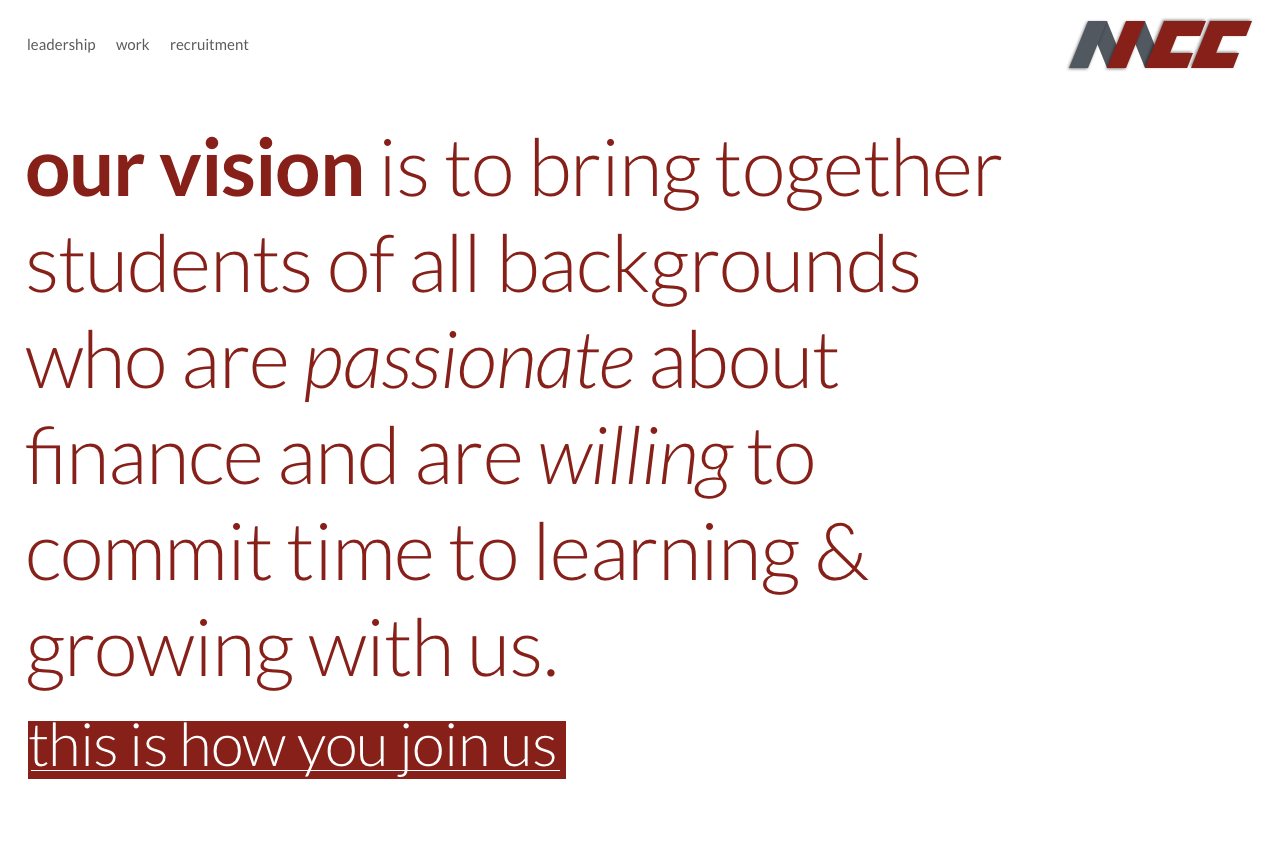 leadership work recruitment
our vision is to bring together
students of all backgrounds
who are passionate about
finance and are willing to
commit time to learning &
growing with us.
this is how you join us